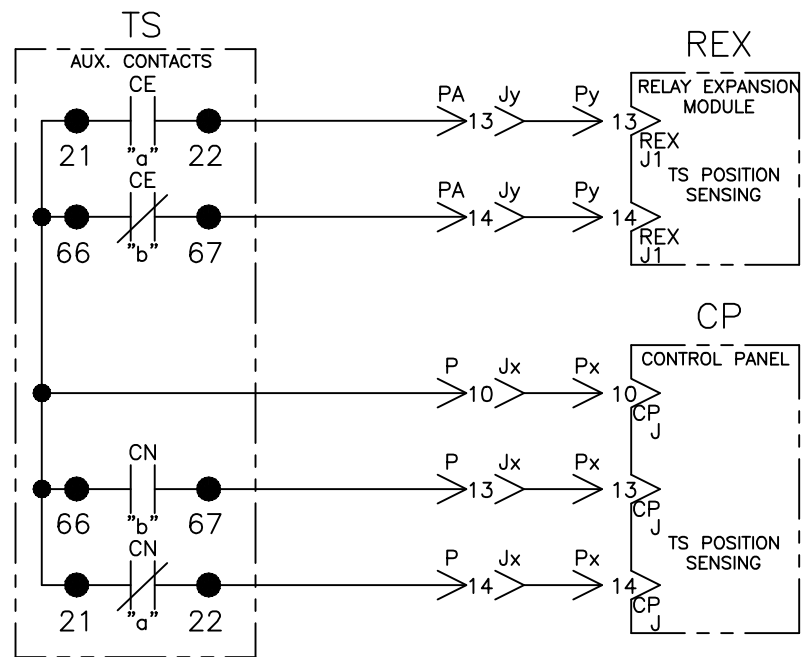 TS
AUX. CONTACTS
REX
RELAY EXPANSION
MODULE
CE
PA Jy Py
13 13
21 "a" 22
REX
J1
TS POSITION
SENSING
CE
PA Jy Py
14 14
66 "b" 67
REX
J1
CP
CONTROL PANEL
P Jx Px
10 10
CP
J
CN
P Jx Px
13 13
66 "b" 67
CP
J
TS POSITION
SENSING
CN
P Jx Px
14 14
21 "a" 22
CP
J